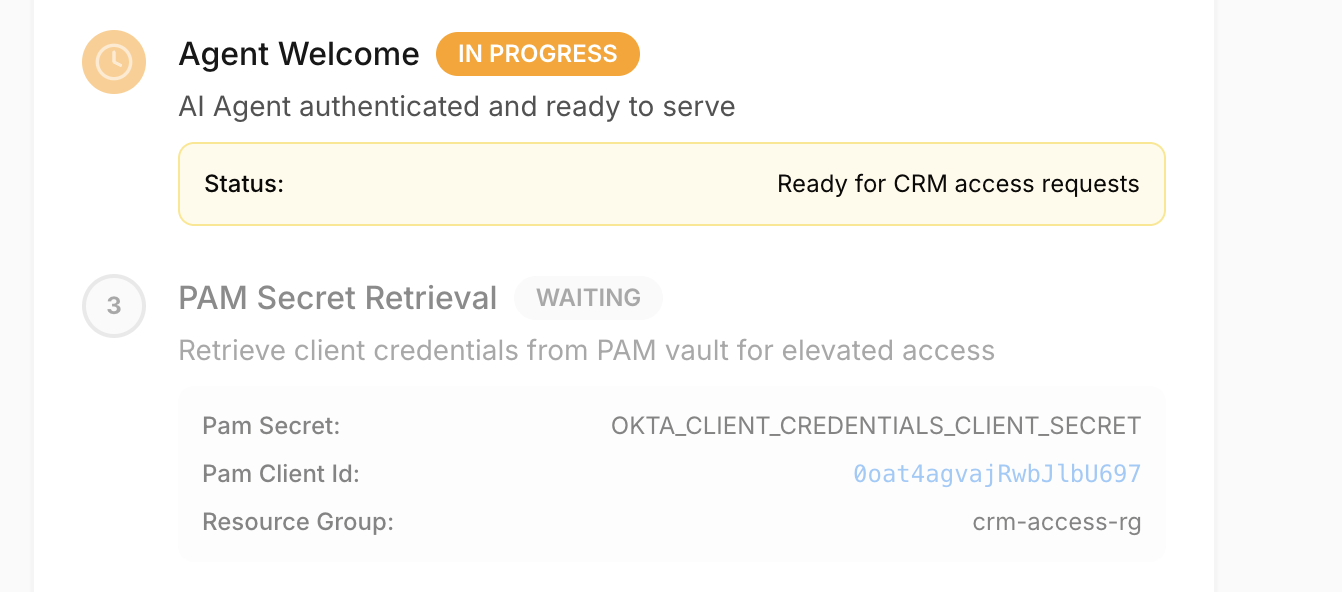 Agent Welcome IN PROGRESS
AI Agent authenticated and ready to serve
Status: Ready for CRM access requests
3 PAM Secret Retrieval WAITING
Retrieve client credentials from PAM vault for elevated access
Pam Secret: OKTA_CLIENT_CREDENTIALS_CLIENT_SECRET
Pam Client Id: 0oat4agvajRwbJlbU697
Resource Group: crm-access-rg